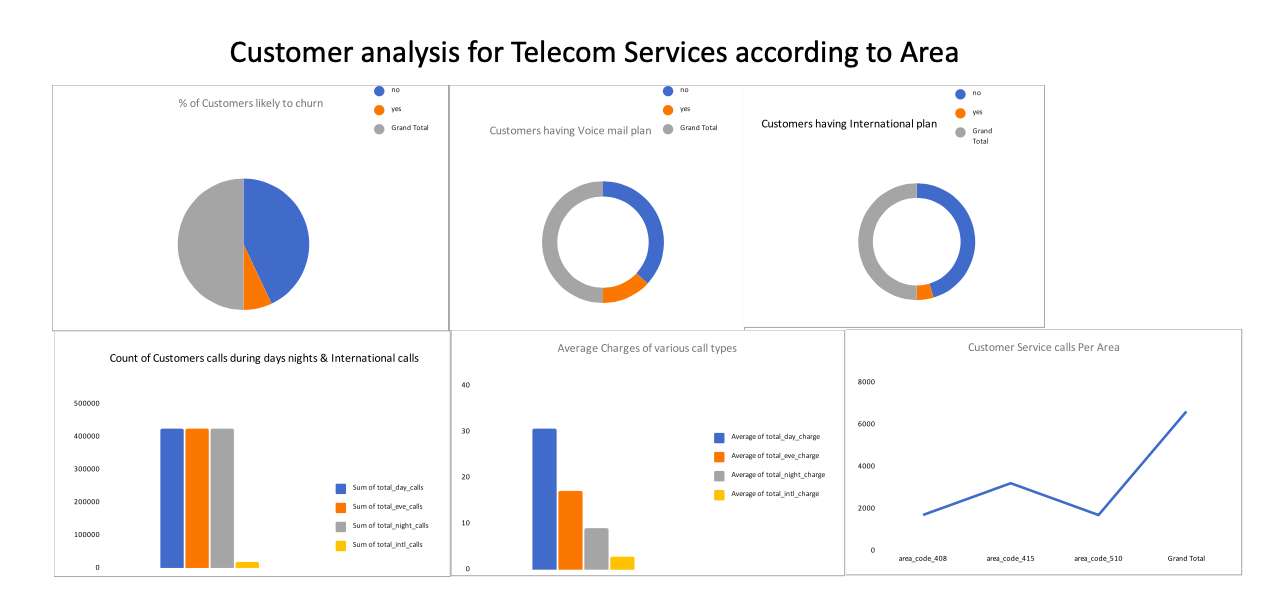 Customer analysis for Telecom Services according to Area
% of Customers likely to churn
no
yes
Grand Total
Customers having Voice mail plan
no
yes
Grand Total
Customers having International plan
no
yes
Grand
Total
Count of Customers calls during days nights & International calls
500000
400000
300000
200000
100000
0
Sum of total_day_calls
Sum of total_eve_calls
Sum of total_night_calls
Sum of total_intl_calls
Average Charges of various call types
40
30
20
10
0
Average of total_day_charge
Average of total_eve_charge
Average of total_night_charge
Average of total_intl_charge
Customer Service calls Per Area
8000
6000
4000
2000
0
area_code_408
area_code_415
area_code_510
Grand Total